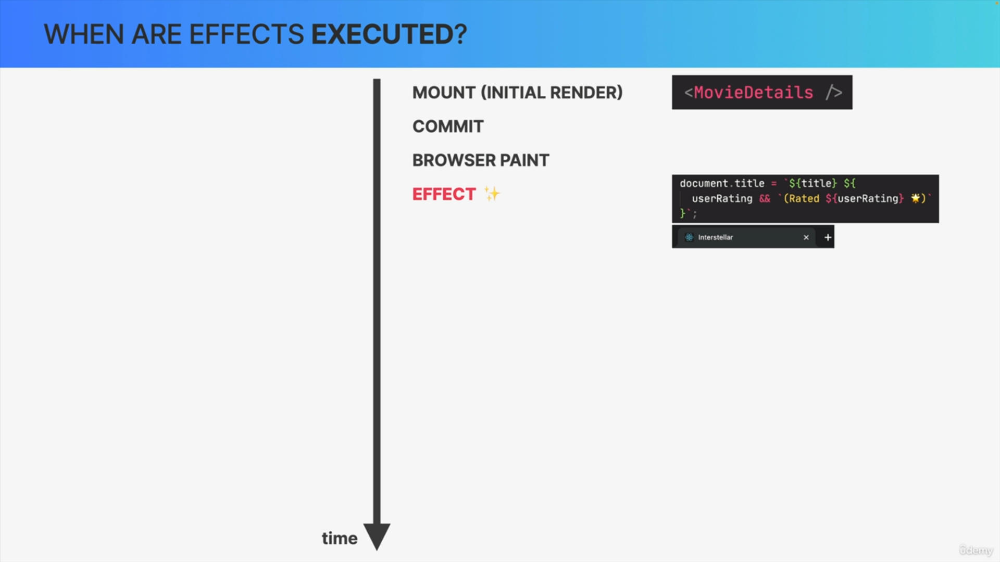 WHEN ARE EFFECTS EXECUTED?
MOUNT (INITIAL RENDER)
<MovieDetails />
COMMIT
BROWSER PAINT
EFFECT ✨
document.title = `${title} ${
userRating && `(Rated ${userRating} 🌟)`
}`;
Interstellar × +
time
ûdemy